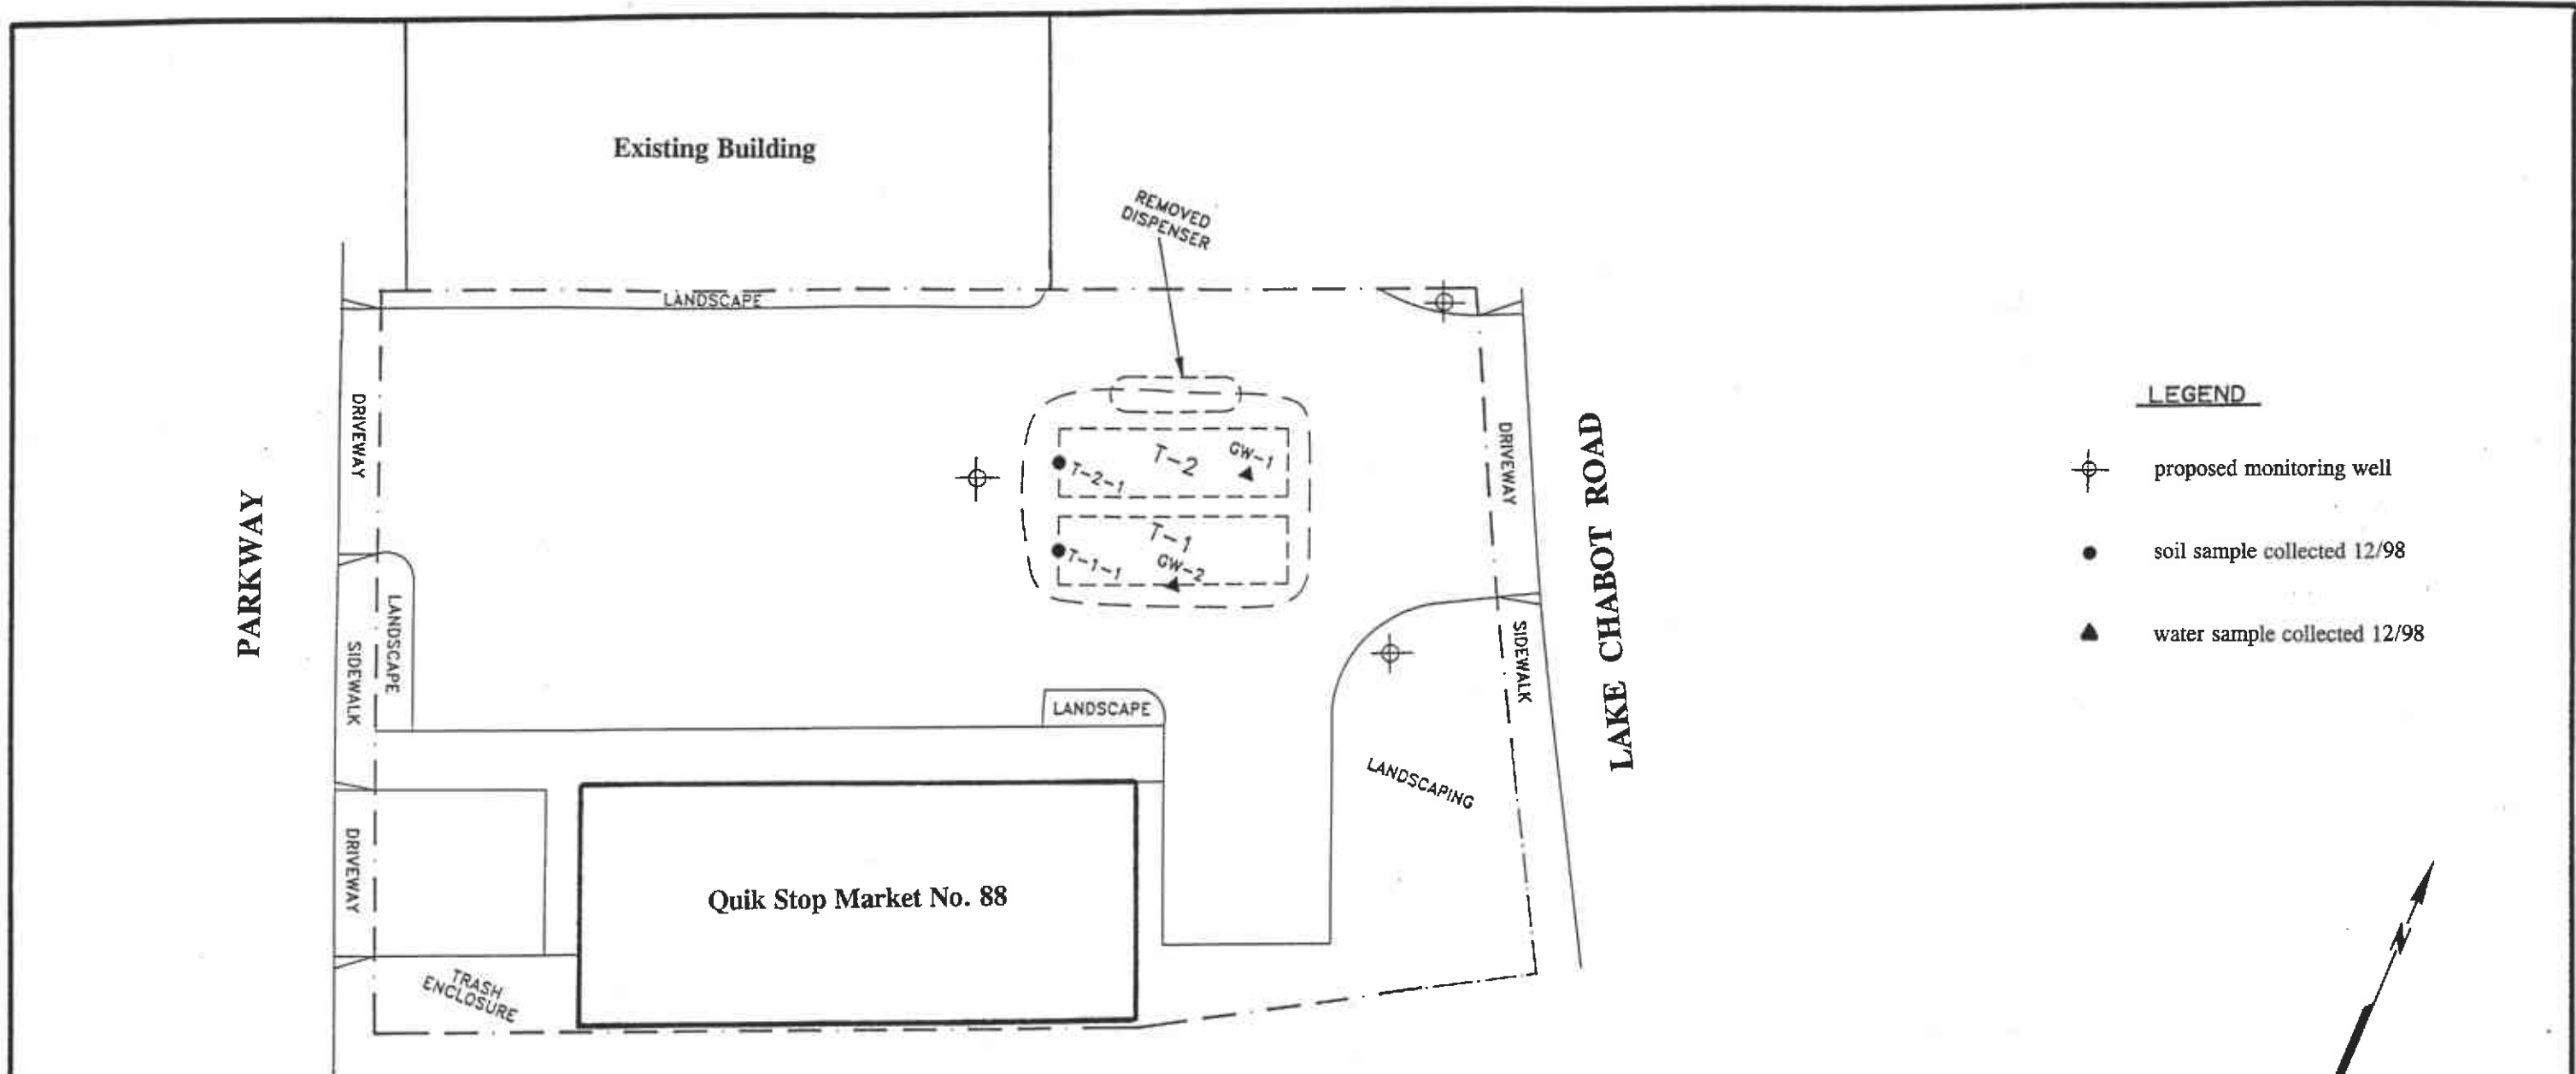 Existing Building
REMOVED
DISPENSER
LANDSCAPE
DRIVEWAY
PARKWAY
LANDSCAPE
SIDEWALK
DRIVEWAY
TRASH
ENCLOSURE
T-2
GW-1
T-2-1
T-1
T-1-1
GW-2
LANDSCAPE
Quik Stop Market No. 88
DRIVEWAY
LAKE CHABOT ROAD
SIDEWALK
LANDSCAPING
LEGEND
proposed monitoring well
soil sample collected 12/98
water sample collected 12/98
N